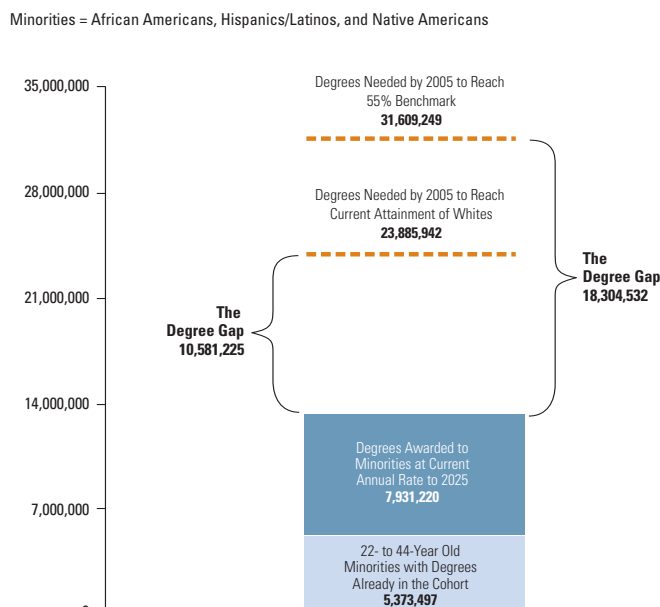 Minorities = African Americans, Hispanics/Latinos, and Native Americans
35,000,000
Degrees Needed by 2005 to Reach
55% Benchmark
31,609,249
28,000,000
Degrees Needed by 2005 to Reach
Current Attainment of Whites
23,885,942
The
Degree Gap
18,304,532
21,000,000
The
Degree Gap
10,581,225
14,000,000
Degrees Awarded to
Minorities at Current
Annual Rate to 2025
7,931,220
7,000,000
22- to 44-Year Old
Minorities with Degrees
Already in the Cohort
5,373,497